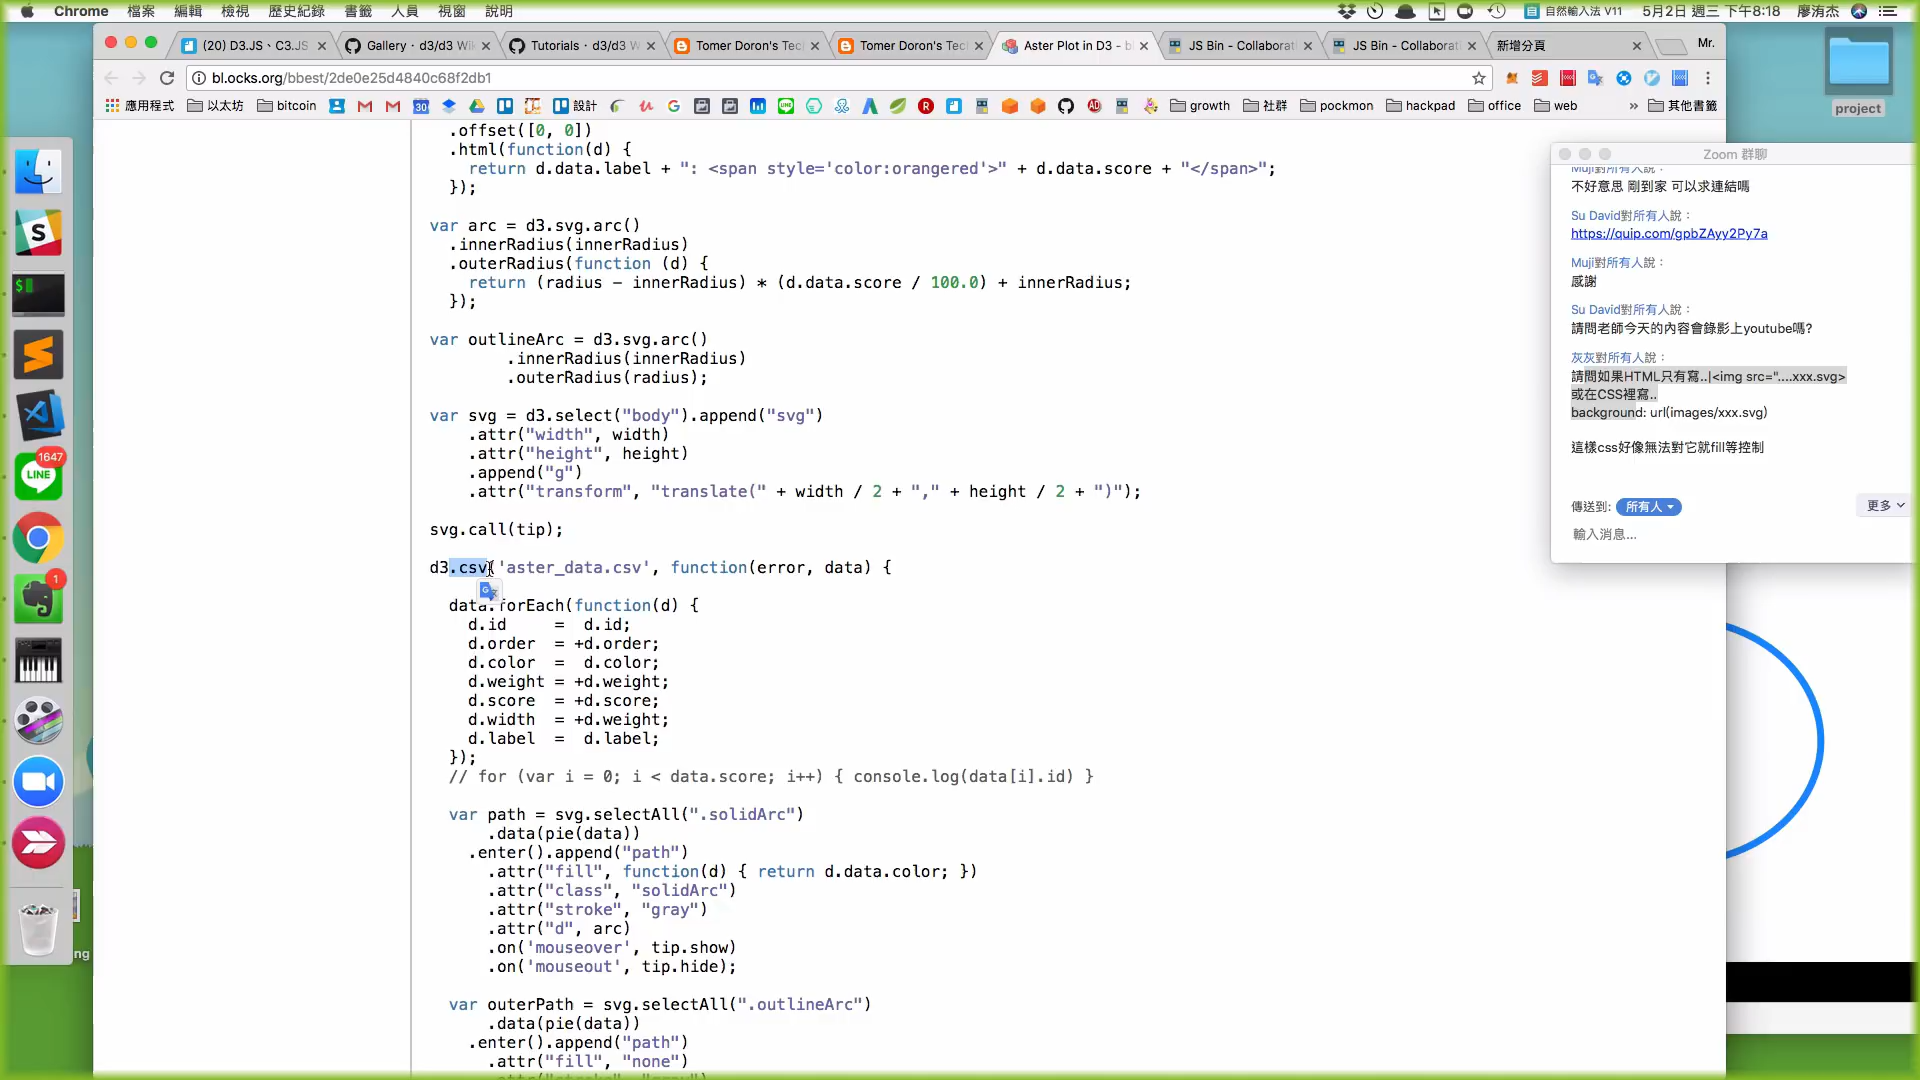 Chrome 檔案 編輯 檢視 歷史紀錄 書籤 人員 視窗 說明
自然輸入法 V11 5月2日 週三 下午8:18 廖洧杰
(20) D3.JS、C3.JS
Gallery · d3/d3 Wi
Tutorials · d3/d3 W
Tomer Doron's Tec
Tomer Doron's Tec
Aster Plot in D3 - b
JS Bin - Collaborat
JS Bin - Collaborat
新增分頁
Mr.
bl.ocks.org/bbest/2de0e25d4840c68f2db1
應用程式 以太坊 bitcoin 設計 growth 社群 pockmon hackpad office web » 其他書籤
.offset([0, 0])
.html(function(d) {
return d.data.label + ": <span style='color:orangered'>" + d.data.score + "</span>";
});
var arc = d3.svg.arc()
.innerRadius(innerRadius)
.outerRadius(function (d) {
return (radius - innerRadius) * (d.data.score / 100.0) + innerRadius;
});
var outlineArc = d3.svg.arc()
.innerRadius(innerRadius)
.outerRadius(radius);
var svg = d3.select("body").append("svg")
.attr("width", width)
.attr("height", height)
.append("g")
.attr("transform", "translate(" + width / 2 + "," + height / 2 + ")");
svg.call(tip);
d3.csv('aster_data.csv', function(error, data) {
data.forEach(function(d) {
d.id     =  d.id;
d.order  = +d.order;
d.color  =  d.color;
d.weight = +d.weight;
d.score  = +d.score;
d.width  = +d.weight;
d.label  =  d.label;
});
// for (var i = 0; i < data.score; i++) { console.log(data[i].id) }
var path = svg.selectAll(".solidArc")
.data(pie(data))
.enter().append("path")
.attr("fill", function(d) { return d.data.color; })
.attr("class", "solidArc")
.attr("stroke", "gray")
.attr("d", arc)
.on('mouseover', tip.show)
.on('mouseout', tip.hide);
var outerPath = svg.selectAll(".outlineArc")
.data(pie(data))
.enter().append("path")
.attr("fill", "none")
project
Zoom 群聊
Muji對所有人說：
不好意思 剛到家 可以求連結嗎
Su David對所有人說：
https://quip.com/gpbZAyy2Py7a
Muji對所有人說：
感謝
Su David對所有人說：
請問老師今天的內容會錄影上youtube嗎?
灰灰對所有人說：
請問如果HTML只有寫..|<img src="....xxx.svg>
或在CSS裡寫..
background: url(images/xxx.svg)
這樣css好像無法對它就fill等控制
傳送到: 所有人
更多
輸入消息...
1647
LINE
1
ng